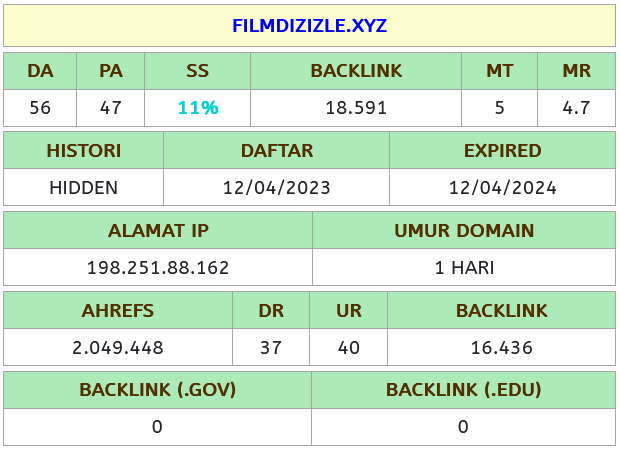 FILMDIZIZLE.XYZ
DA PA SS BACKLINK MT MR
56 47 11% 18.591 5 4.7
HISTORI DAFTAR EXPIRED
HIDDEN 12/04/2023 12/04/2024
ALAMAT IP UMUR DOMAIN
198.251.88.162 1 HARI
AHREFS DR UR BACKLINK
2.049.448 37 40 16.436
BACKLINK (.GOV) BACKLINK (.EDU)
0 0